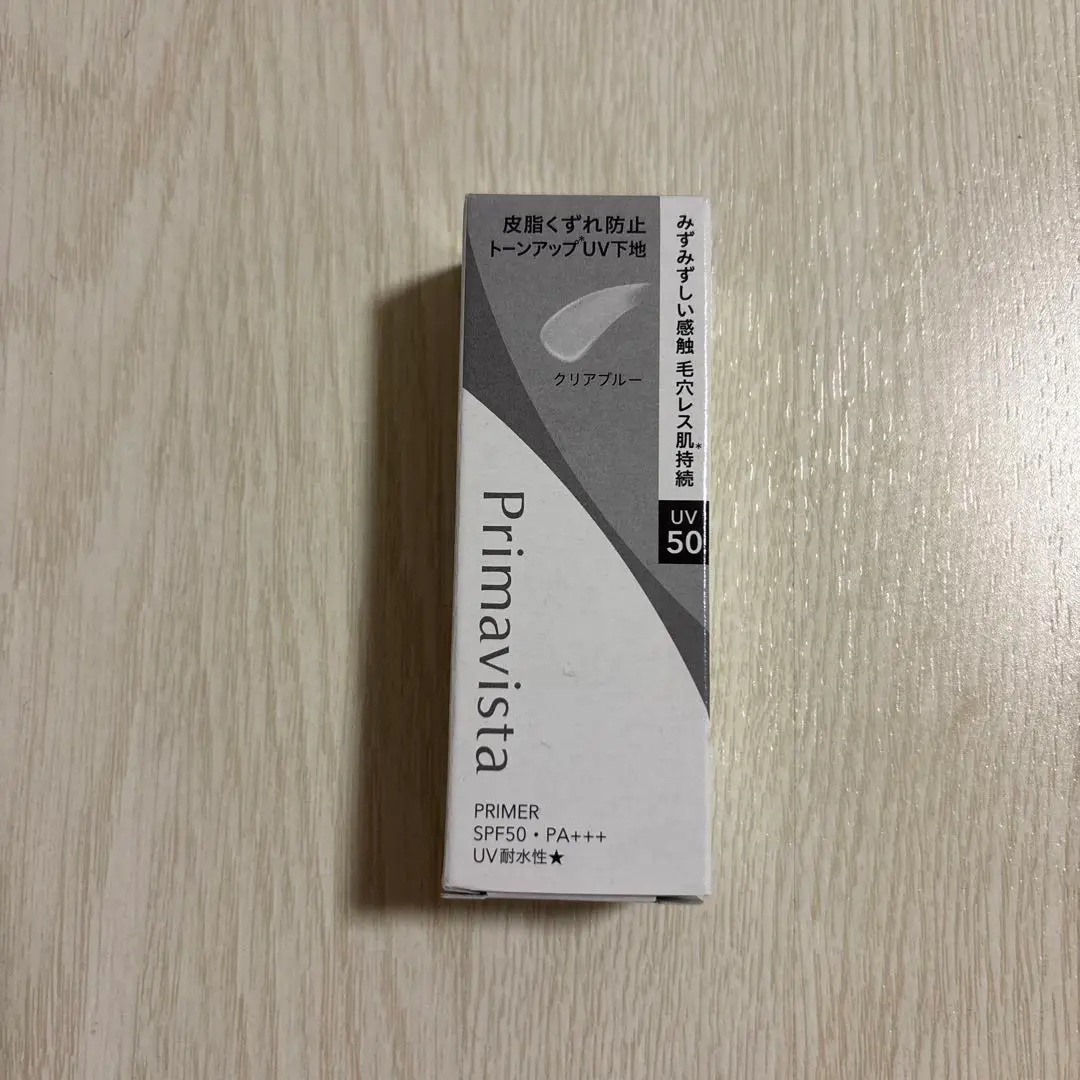 皮脂くずれ防止
トーンアップ*UV下地
クリアブルー
みずみずしい感触 毛穴レス肌*持続
UV
50
Primavista
PRIMER
SPF50・PA+++
UV耐水性★